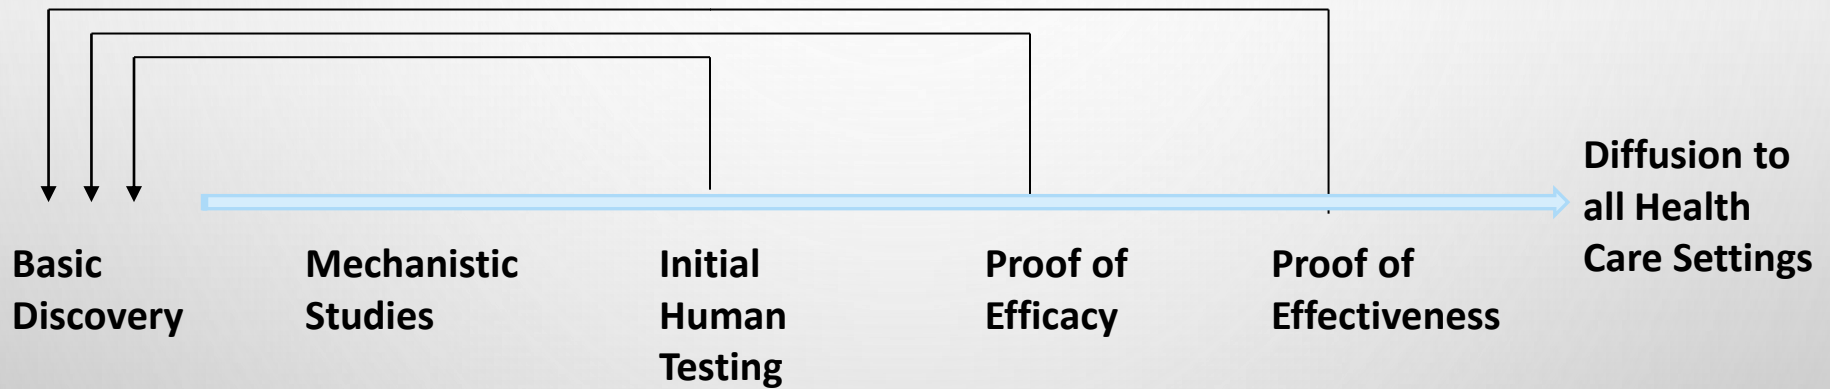 Basic
Discovery
Mechanistic
Studies
Initial
Human
Testing
Proof of
Efficacy
Proof of
Effectiveness
Diffusion to
all Health
Care Settings